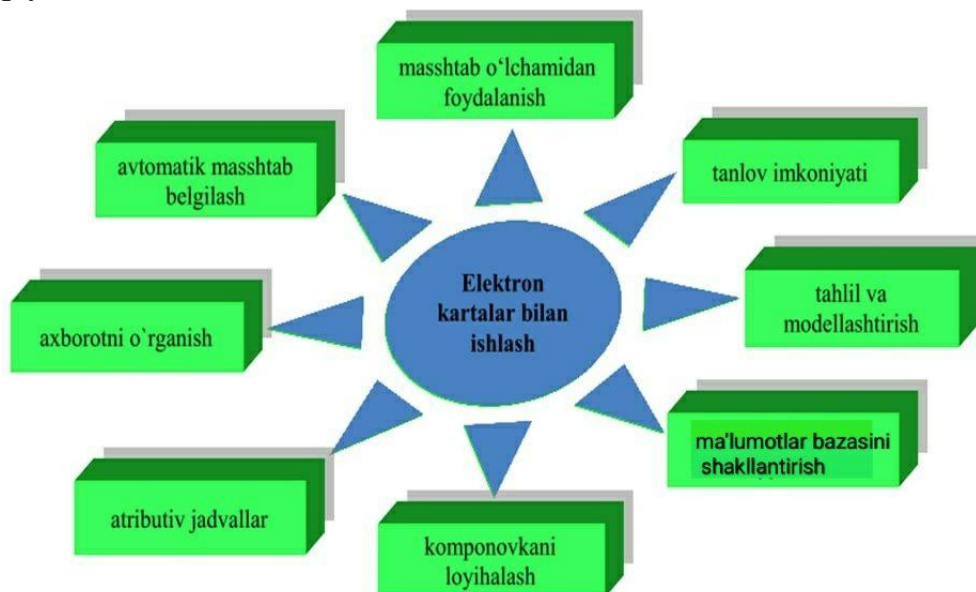 masshtab o‘lchamidan
foydalanish
avtomatik masshtab
belgilash
tanlov imkoniyati
Elektron
kartalar bilan
ishlash
axborotni o`rganish
tahlil va
modellashtirish
ma'lumotlar bazasini
shakllantirish
atributiv jadvallar
komponovkani
loyihalash